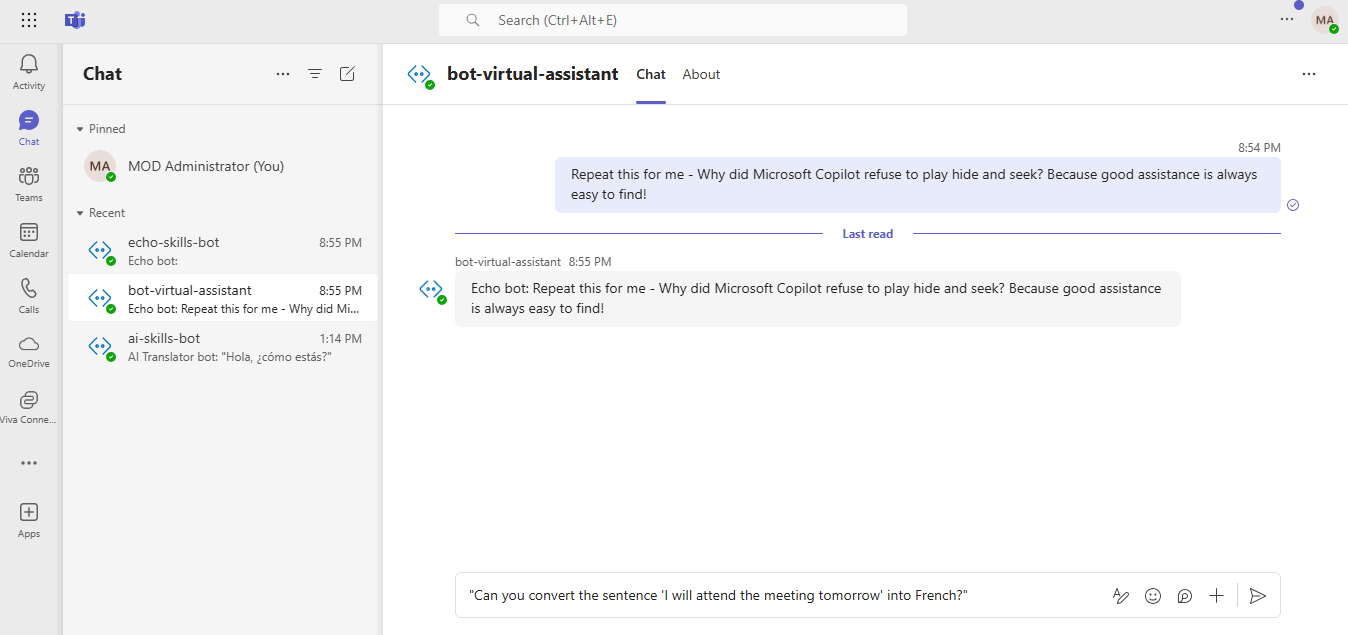 Search (Ctrl+Alt+E)
MA
Activity
Chat
Teams
Calendar
Calls
OneDrive
Viva Conne...
Apps
Chat
Pinned
MA
MOD Administrator (You)
Recent
echo-skills-bot 8:55 PM
Echo bot:
bot-virtual-assistant 8:55 PM
Echo bot: Repeat this for me - Why did Mi...
ai-skills-bot 1:14 PM
AI Translator bot: "Hola, ¿cómo estás?"
bot-virtual-assistant Chat About
8:54 PM
Repeat this for me - Why did Microsoft Copilot refuse to play hide and seek? Because good assistance is always
easy to find!
Last read
bot-virtual-assistant 8:55 PM
Echo bot: Repeat this for me - Why did Microsoft Copilot refuse to play hide and seek? Because good assistance
is always easy to find!
"Can you convert the sentence 'I will attend the meeting tomorrow' into French?"